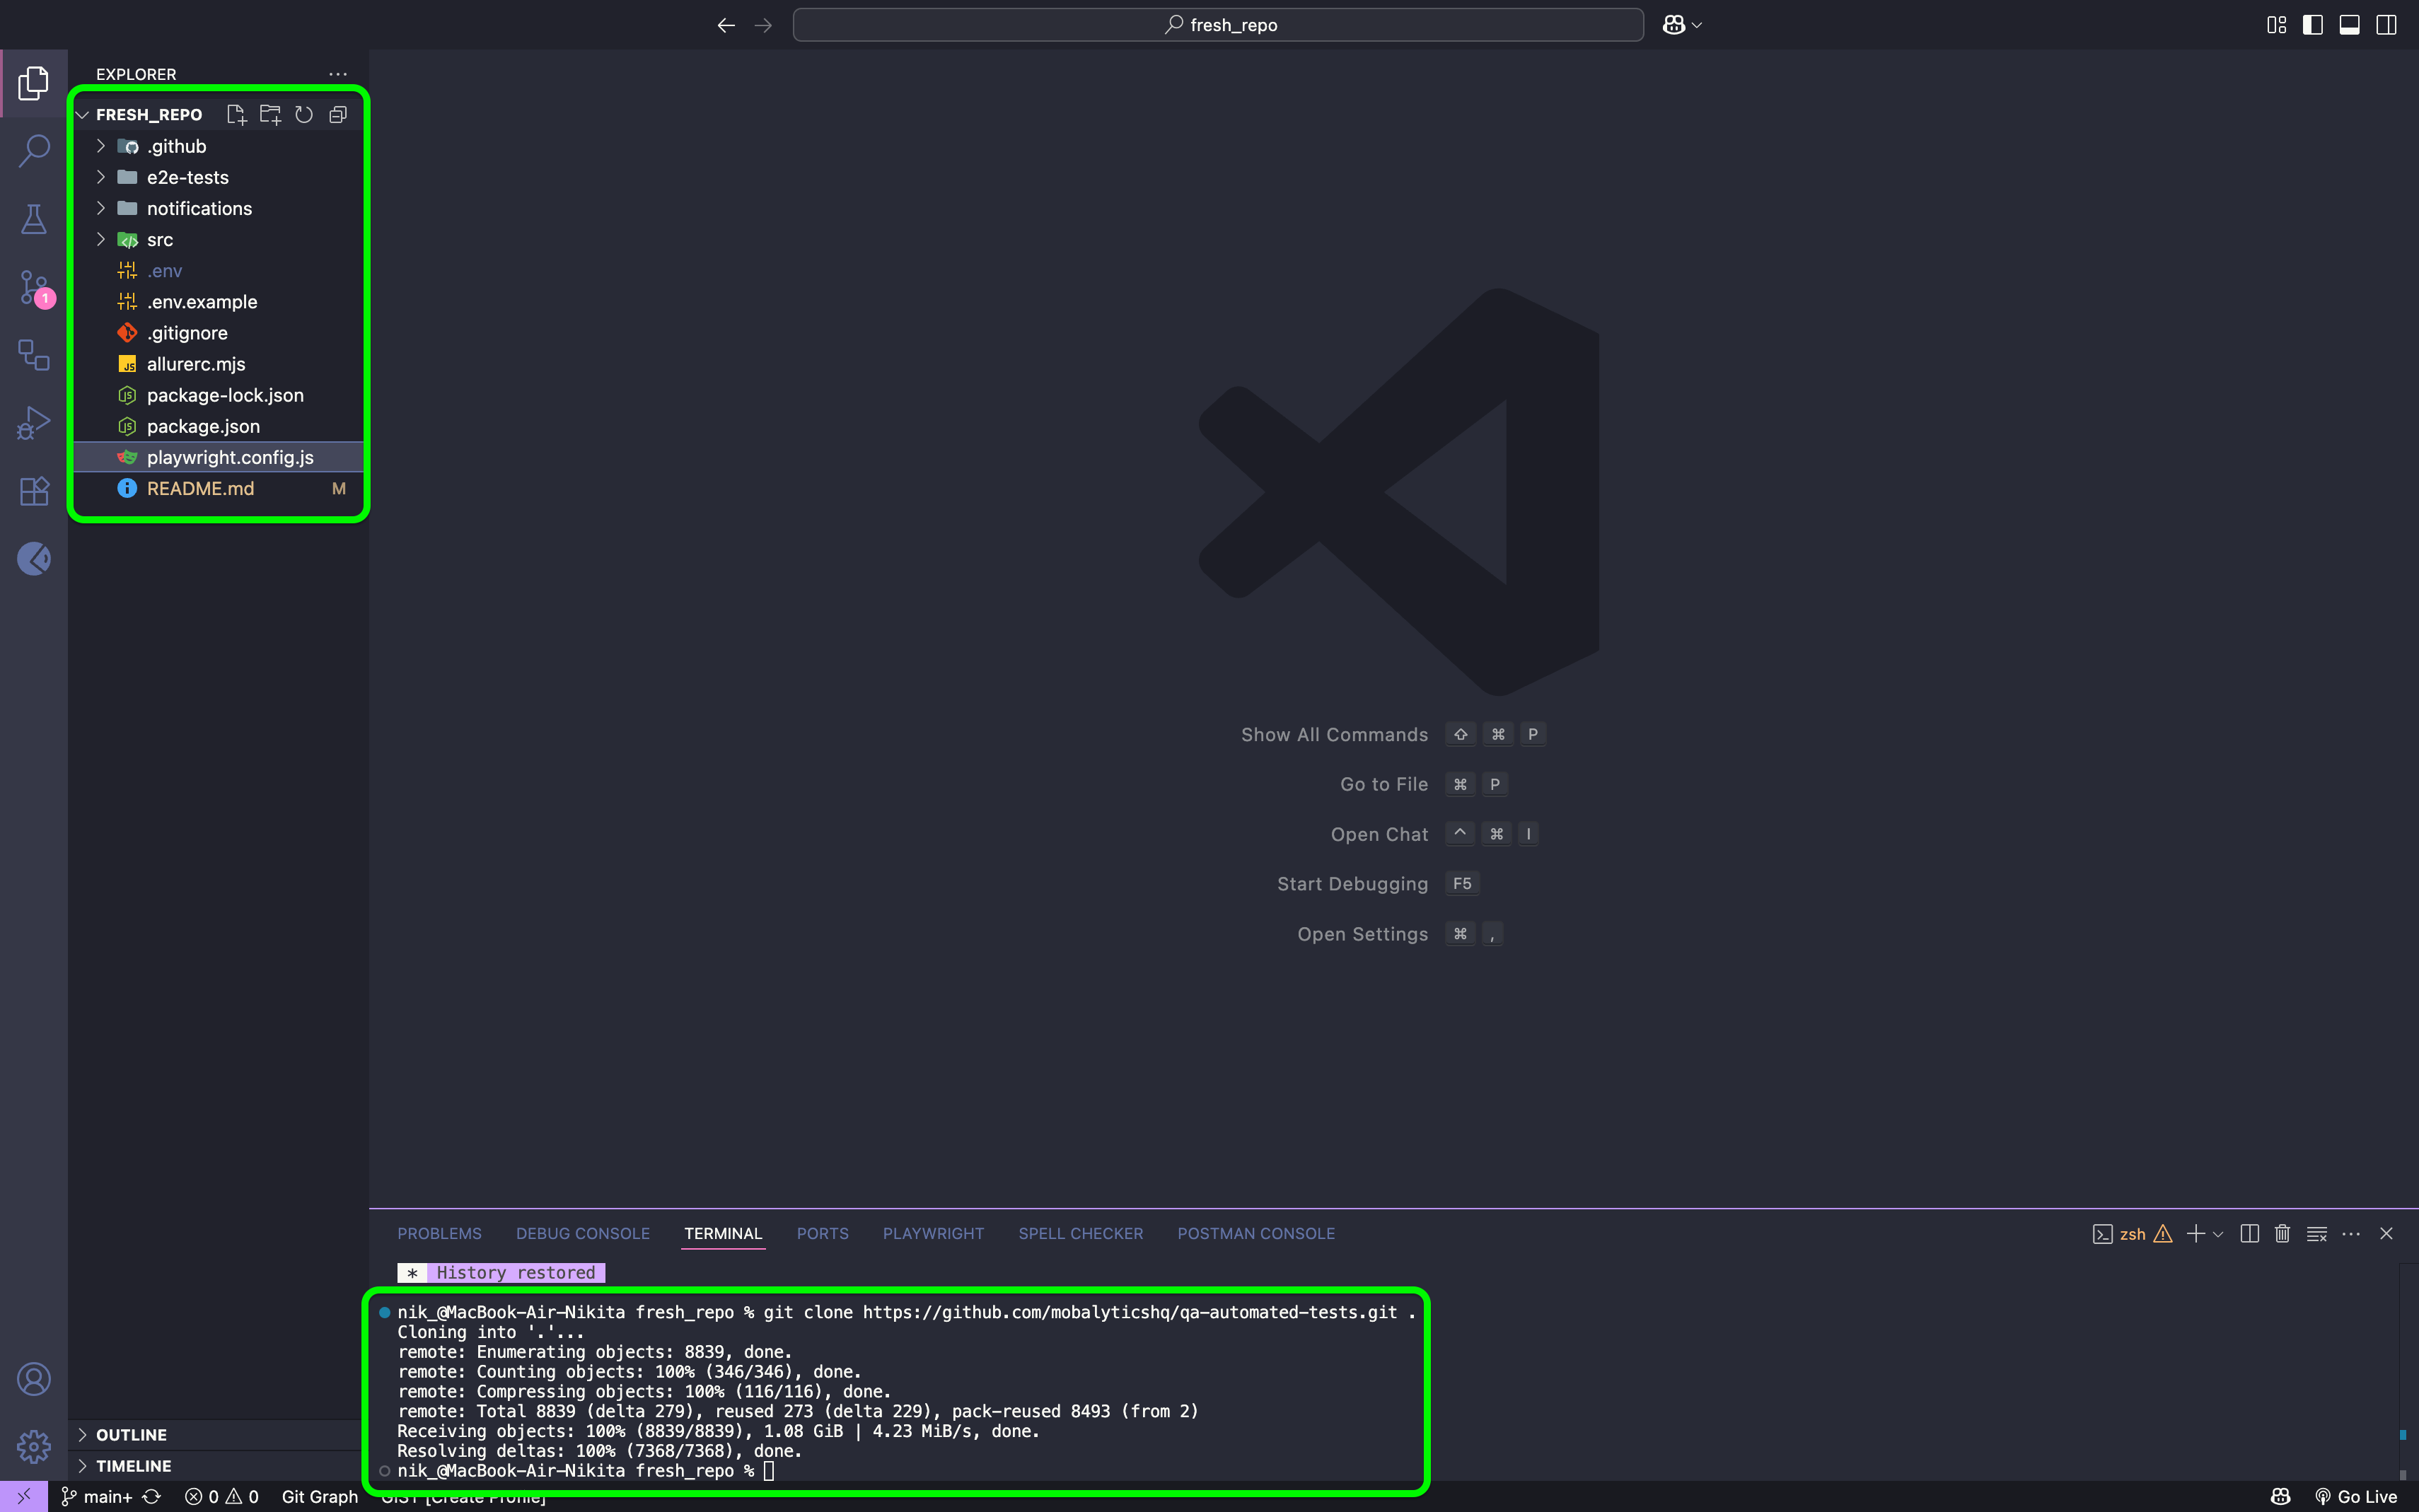 fresh_repo
EXPLORER
FRESH_REPO
.github
e2e-tests
notifications
src
.env
.env.example
.gitignore
allurerc.mjs
package-lock.json
package.json
playwright.config.js
README.md M
1
Show All Commands ⇧ ⌘ P
Go to File ⌘ P
Open Chat ^ ⌘ I
Start Debugging F5
Open Settings ⌘ ,
PROBLEMS DEBUG CONSOLE TERMINAL PORTS PLAYWRIGHT SPELL CHECKER POSTMAN CONSOLE
zsh
* History restored
nik_@MacBook-Air-Nikita fresh_repo % git clone https://github.com/mobalyticshq/qa-automated-tests.git .
Cloning into '.'...
remote: Enumerating objects: 8839, done.
remote: Counting objects: 100% (346/346), done.
remote: Compressing objects: 100% (116/116), done.
remote: Total 8839 (delta 279), reused 273 (delta 229), pack-reused 8493 (from 2)
Receiving objects: 100% (8839/8839), 1.08 GiB | 4.23 MiB/s, done.
Resolving deltas: 100% (7368/7368), done.
nik_@MacBook-Air-Nikita fresh_repo %
OUTLINE
TIMELINE
main+ 0 0 Git Graph GIST [Create Profile] Go Live